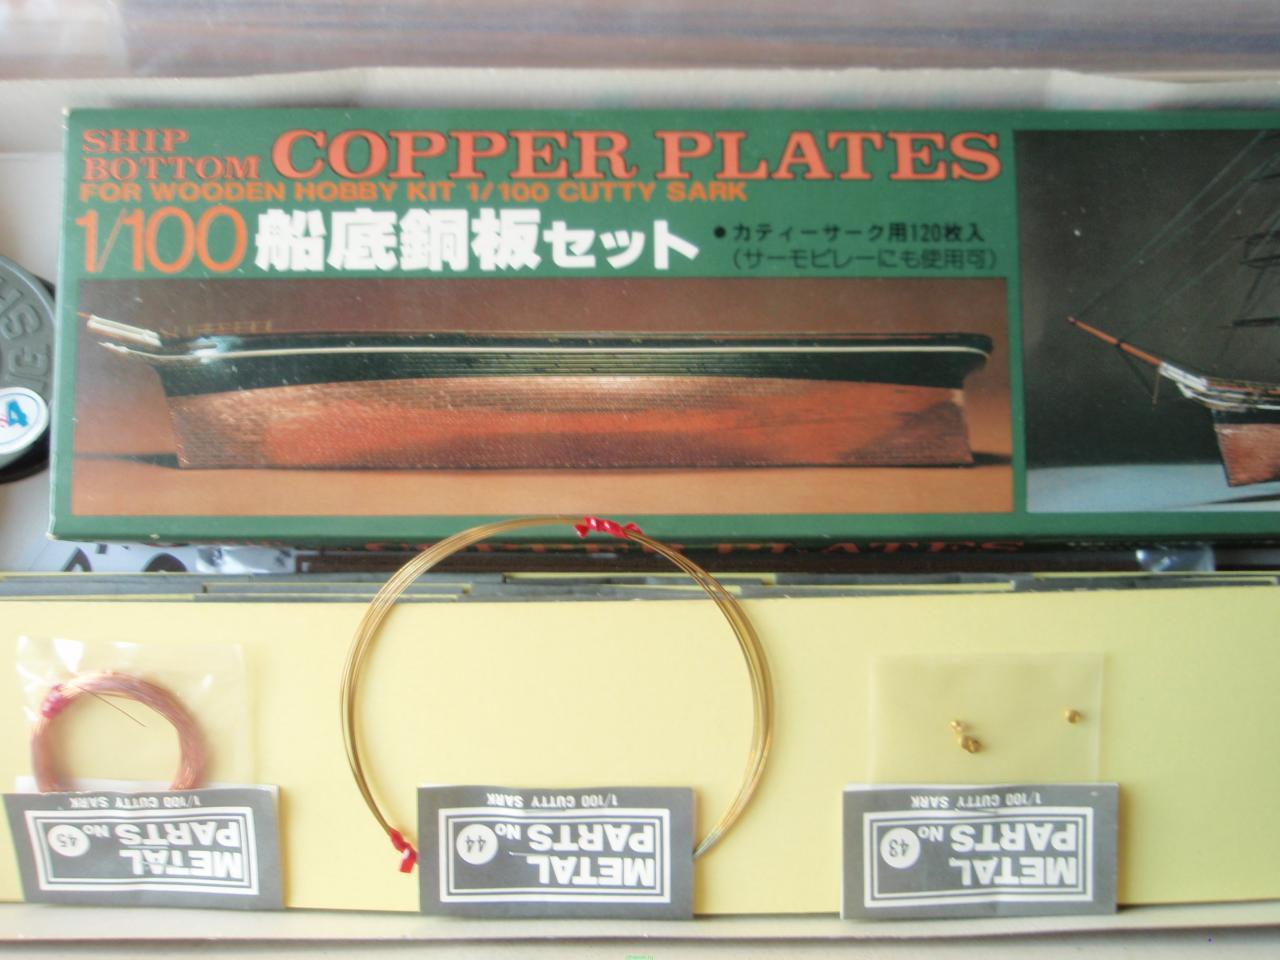 SHIP
BOTTOM COPPER PLATES
FOR WOODEN HOBBY KIT 1/100 CUTTY SARK
1/100 船底銅板セット
●カティーサーク用120枚入
(サーモピレーにも使用可)
1/100 CUTTY SARK
METAL
PARTS No 45
1/100 CUTTY SARK
METAL
PARTS No 44
1/100 CUTTY SARK
METAL
PARTS No 43